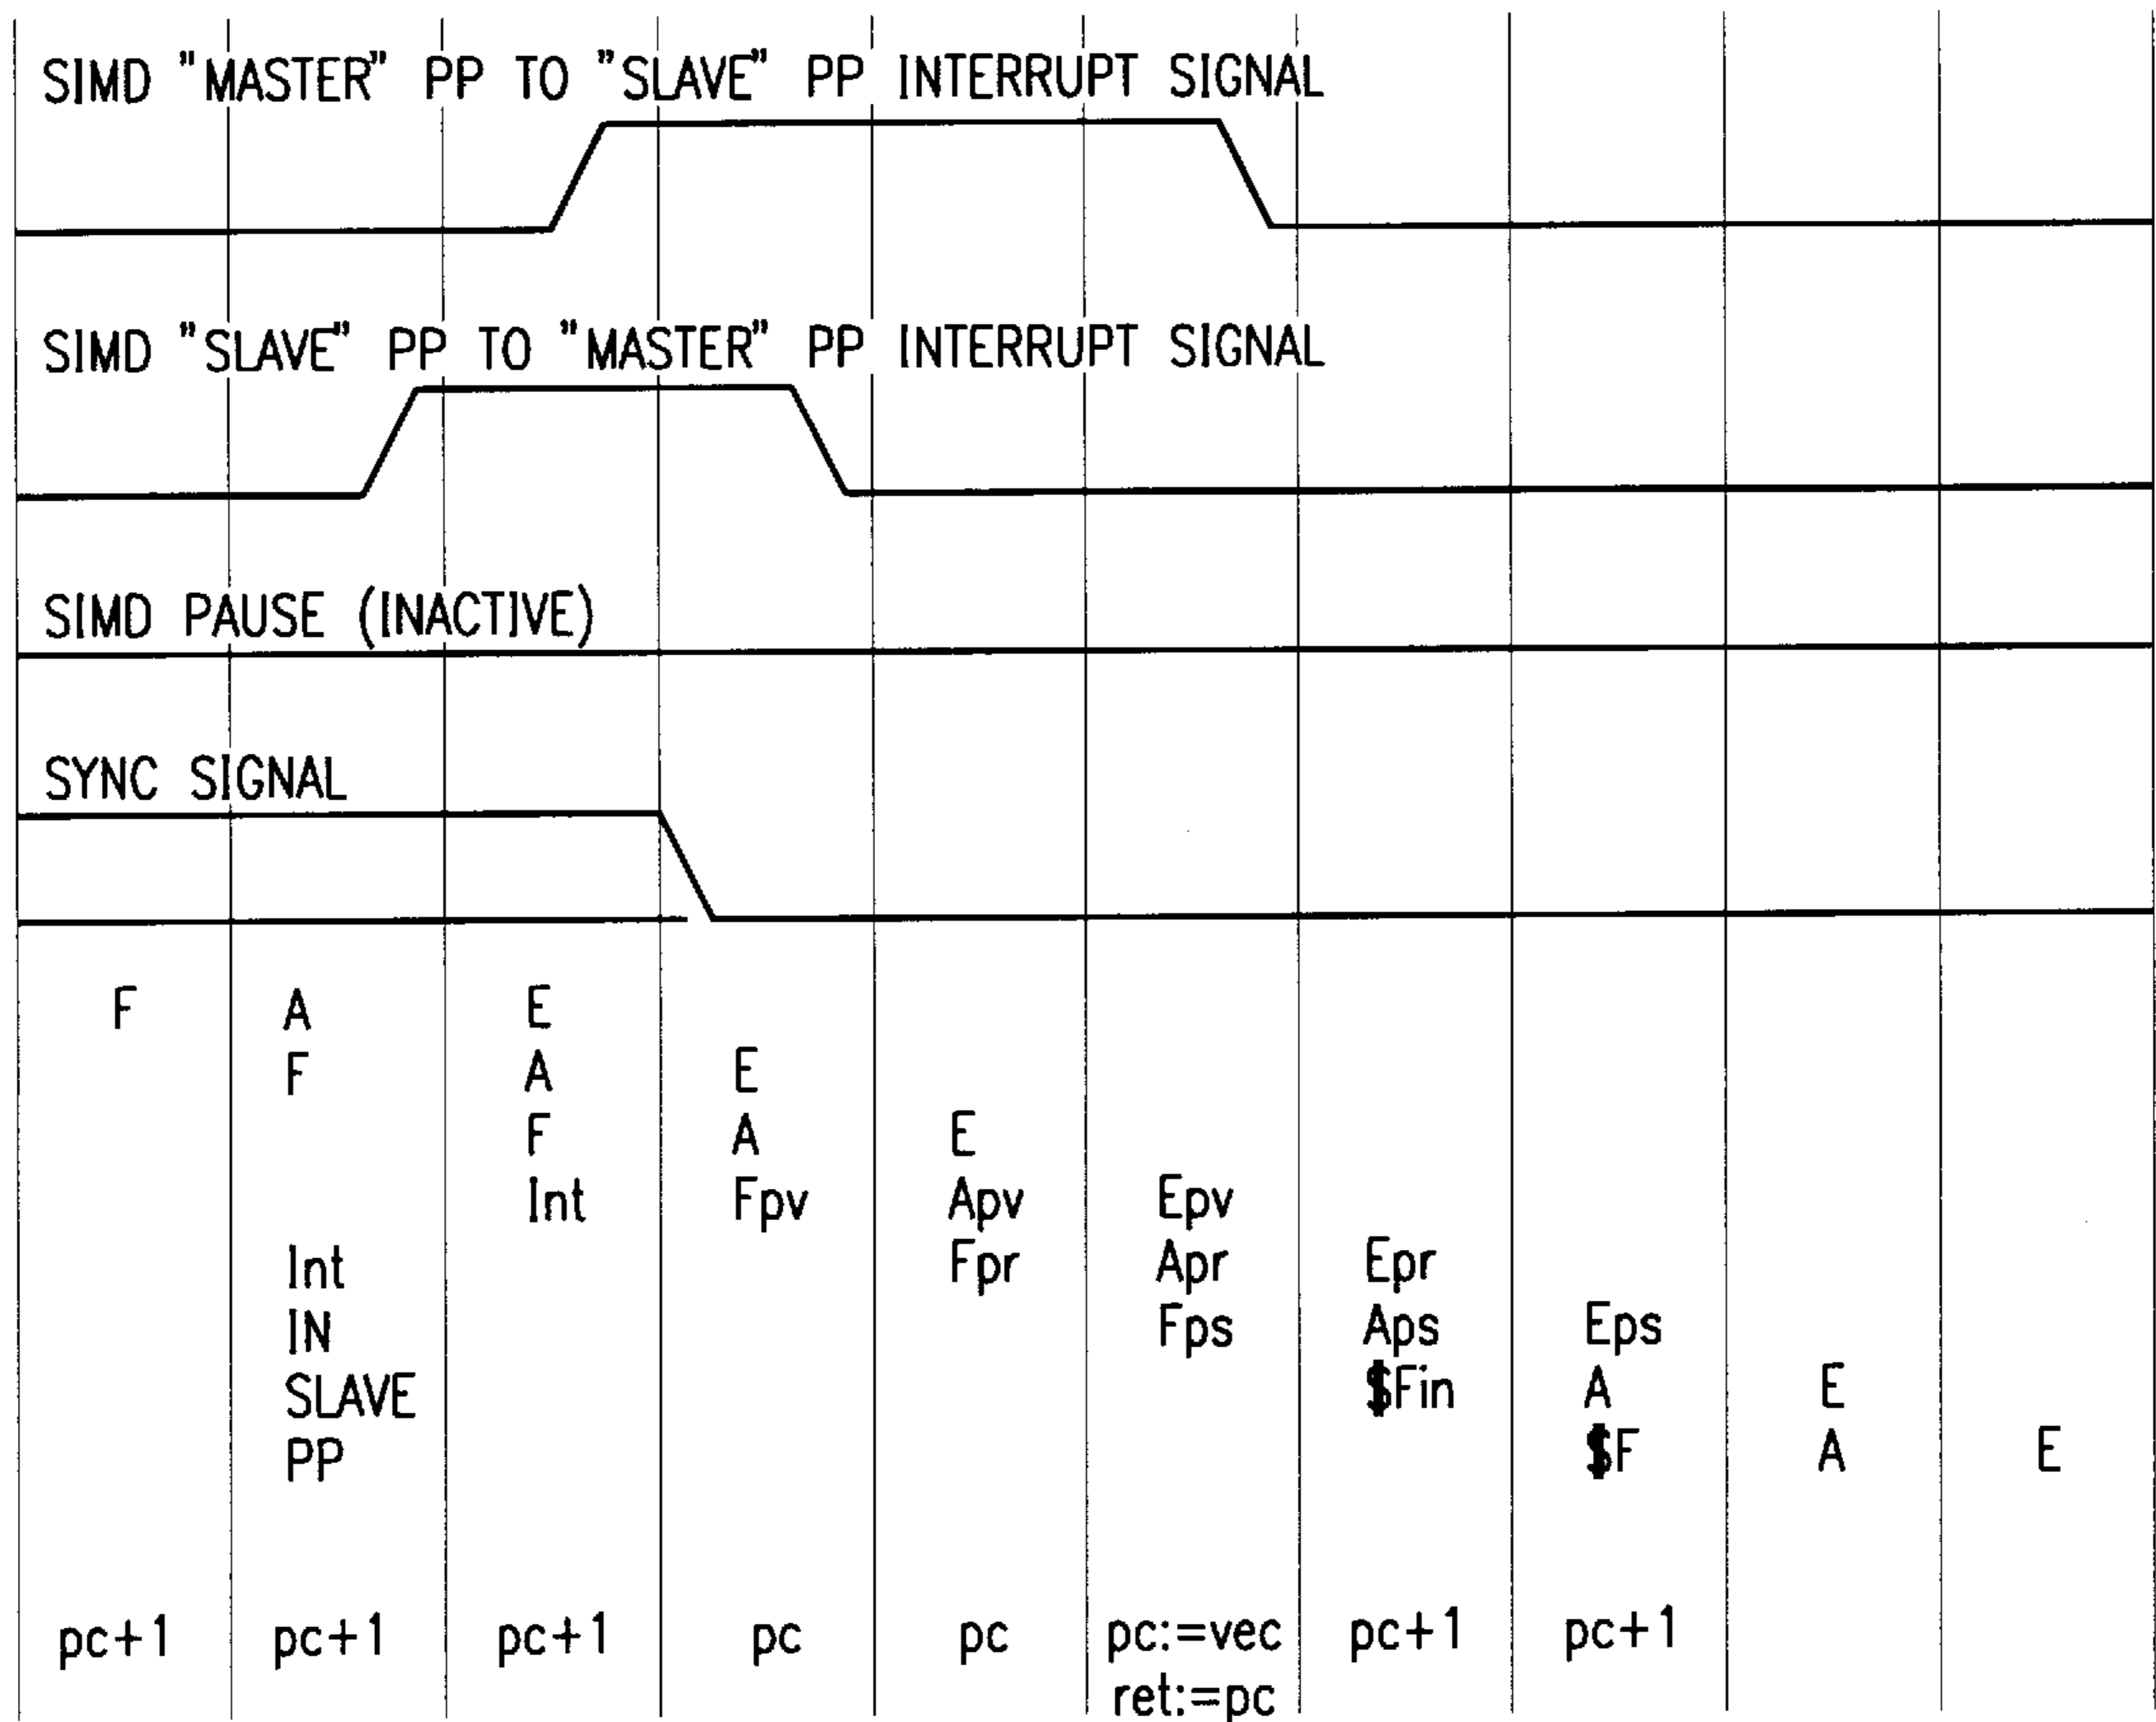 SIMD "MASTER" PP TO "SLAVE" PP INTERRUPT SIGNAL
SIMD "SLAVE" PP TO "MASTER" PP INTERRUPT SIGNAL
SIMD PAUSE (INACTIVE)
SYNC SIGNAL
F A E
F A E
F A E
Int Fpv Apv Epv
Int Fpr Apr Epr
IN Fps Aps Eps
SLAVE $Fin A E
PP $F A E
pc+1 pc+1 pc+1 pc pc pc:=vec pc+1 pc+1
ret:=pc